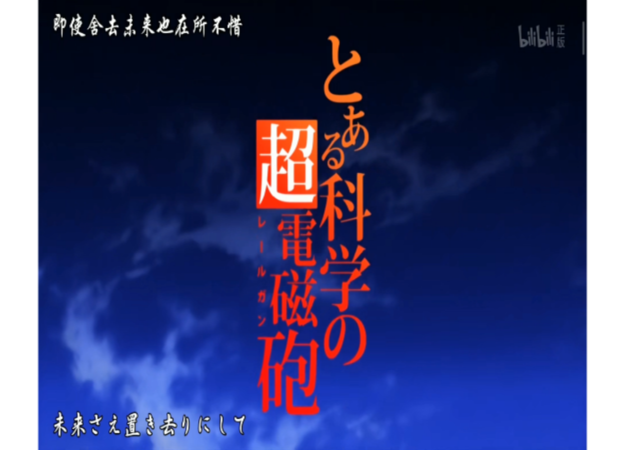 即使舍去未来也在所不惜
bilibili 正版
とある科学の
超電磁砲
レールガン
未来さえ置き去りにして